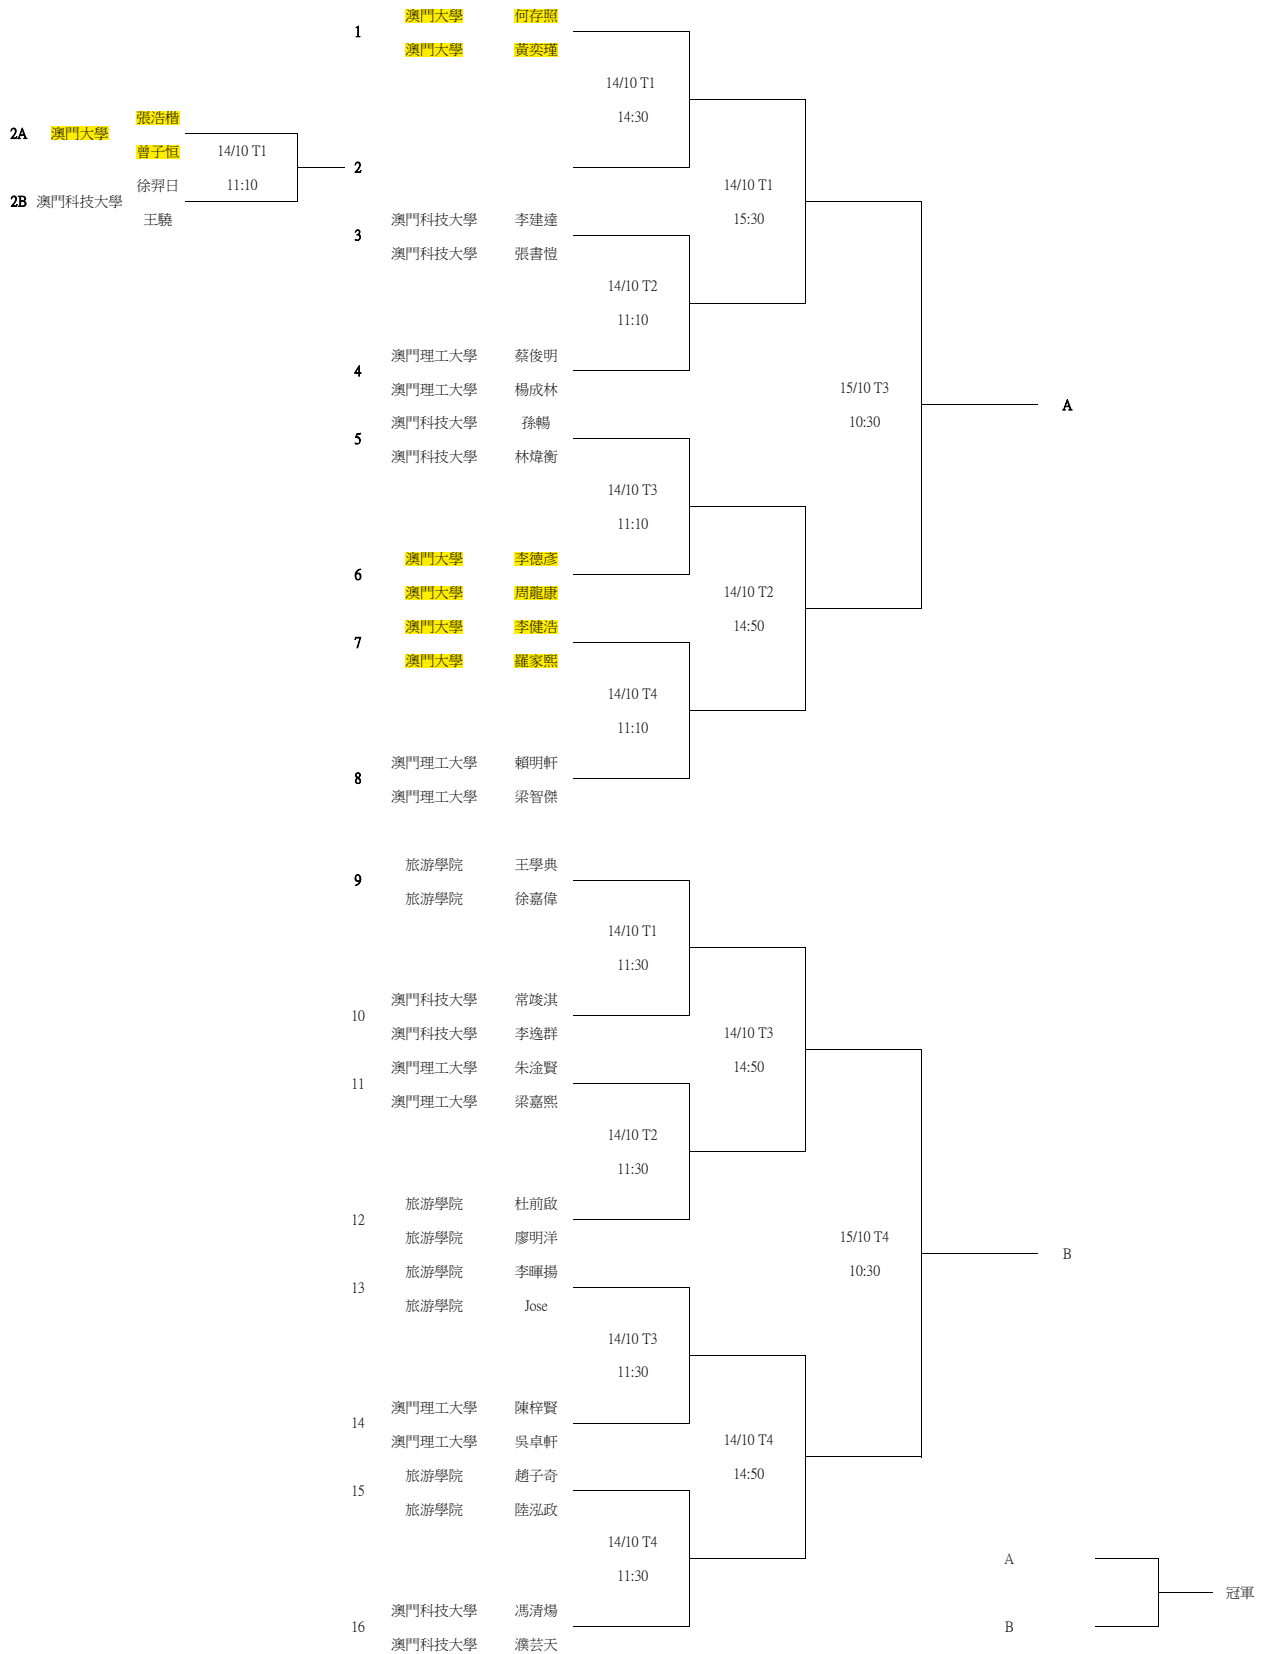 澳門大學 何存照
1
澳門大學 黃奕瑾
14/10 T1
14:30
張浩楷
2A 澳門大學
曾子恒 14/10 T1
2
徐羿日 11:10
2B 澳門科技大學
王驍
14/10 T1
15:30
澳門科技大學 李建達
3
澳門科技大學 張書愷
14/10 T2
11:10
澳門理工大學 蔡俊明
4
澳門理工大學 楊成林
15/10 T3
10:30
A
澳門科技大學 孫暢
5
澳門科技大學 林煒衡
14/10 T3
11:10
澳門大學 李德彥
6
澳門大學 周龍康
14/10 T2
14:50
澳門大學 李健浩
7
澳門大學 羅家熙
14/10 T4
11:10
澳門理工大學 賴明軒
8
澳門理工大學 梁智傑
旅游學院 王學典
9
旅游學院 徐嘉偉
14/10 T1
11:30
澳門科技大學 常竣淇
10
澳門科技大學 李逸群
14/10 T3
14:50
澳門理工大學 朱淦賢
11
澳門理工大學 梁嘉熙
14/10 T2
11:30
旅游學院 杜前啟
12
旅游學院 廖明洋
15/10 T4
10:30
B
旅游學院 李暉揚
13
旅游學院 Jose
14/10 T3
11:30
澳門理工大學 陳梓賢
14
澳門理工大學 吳卓軒
14/10 T4
14:50
旅游學院 趙子奇
15
旅游學院 陸泓政
14/10 T4
11:30
A
冠軍
B
澳門科技大學 馮清煬
16
澳門科技大學 濮芸天